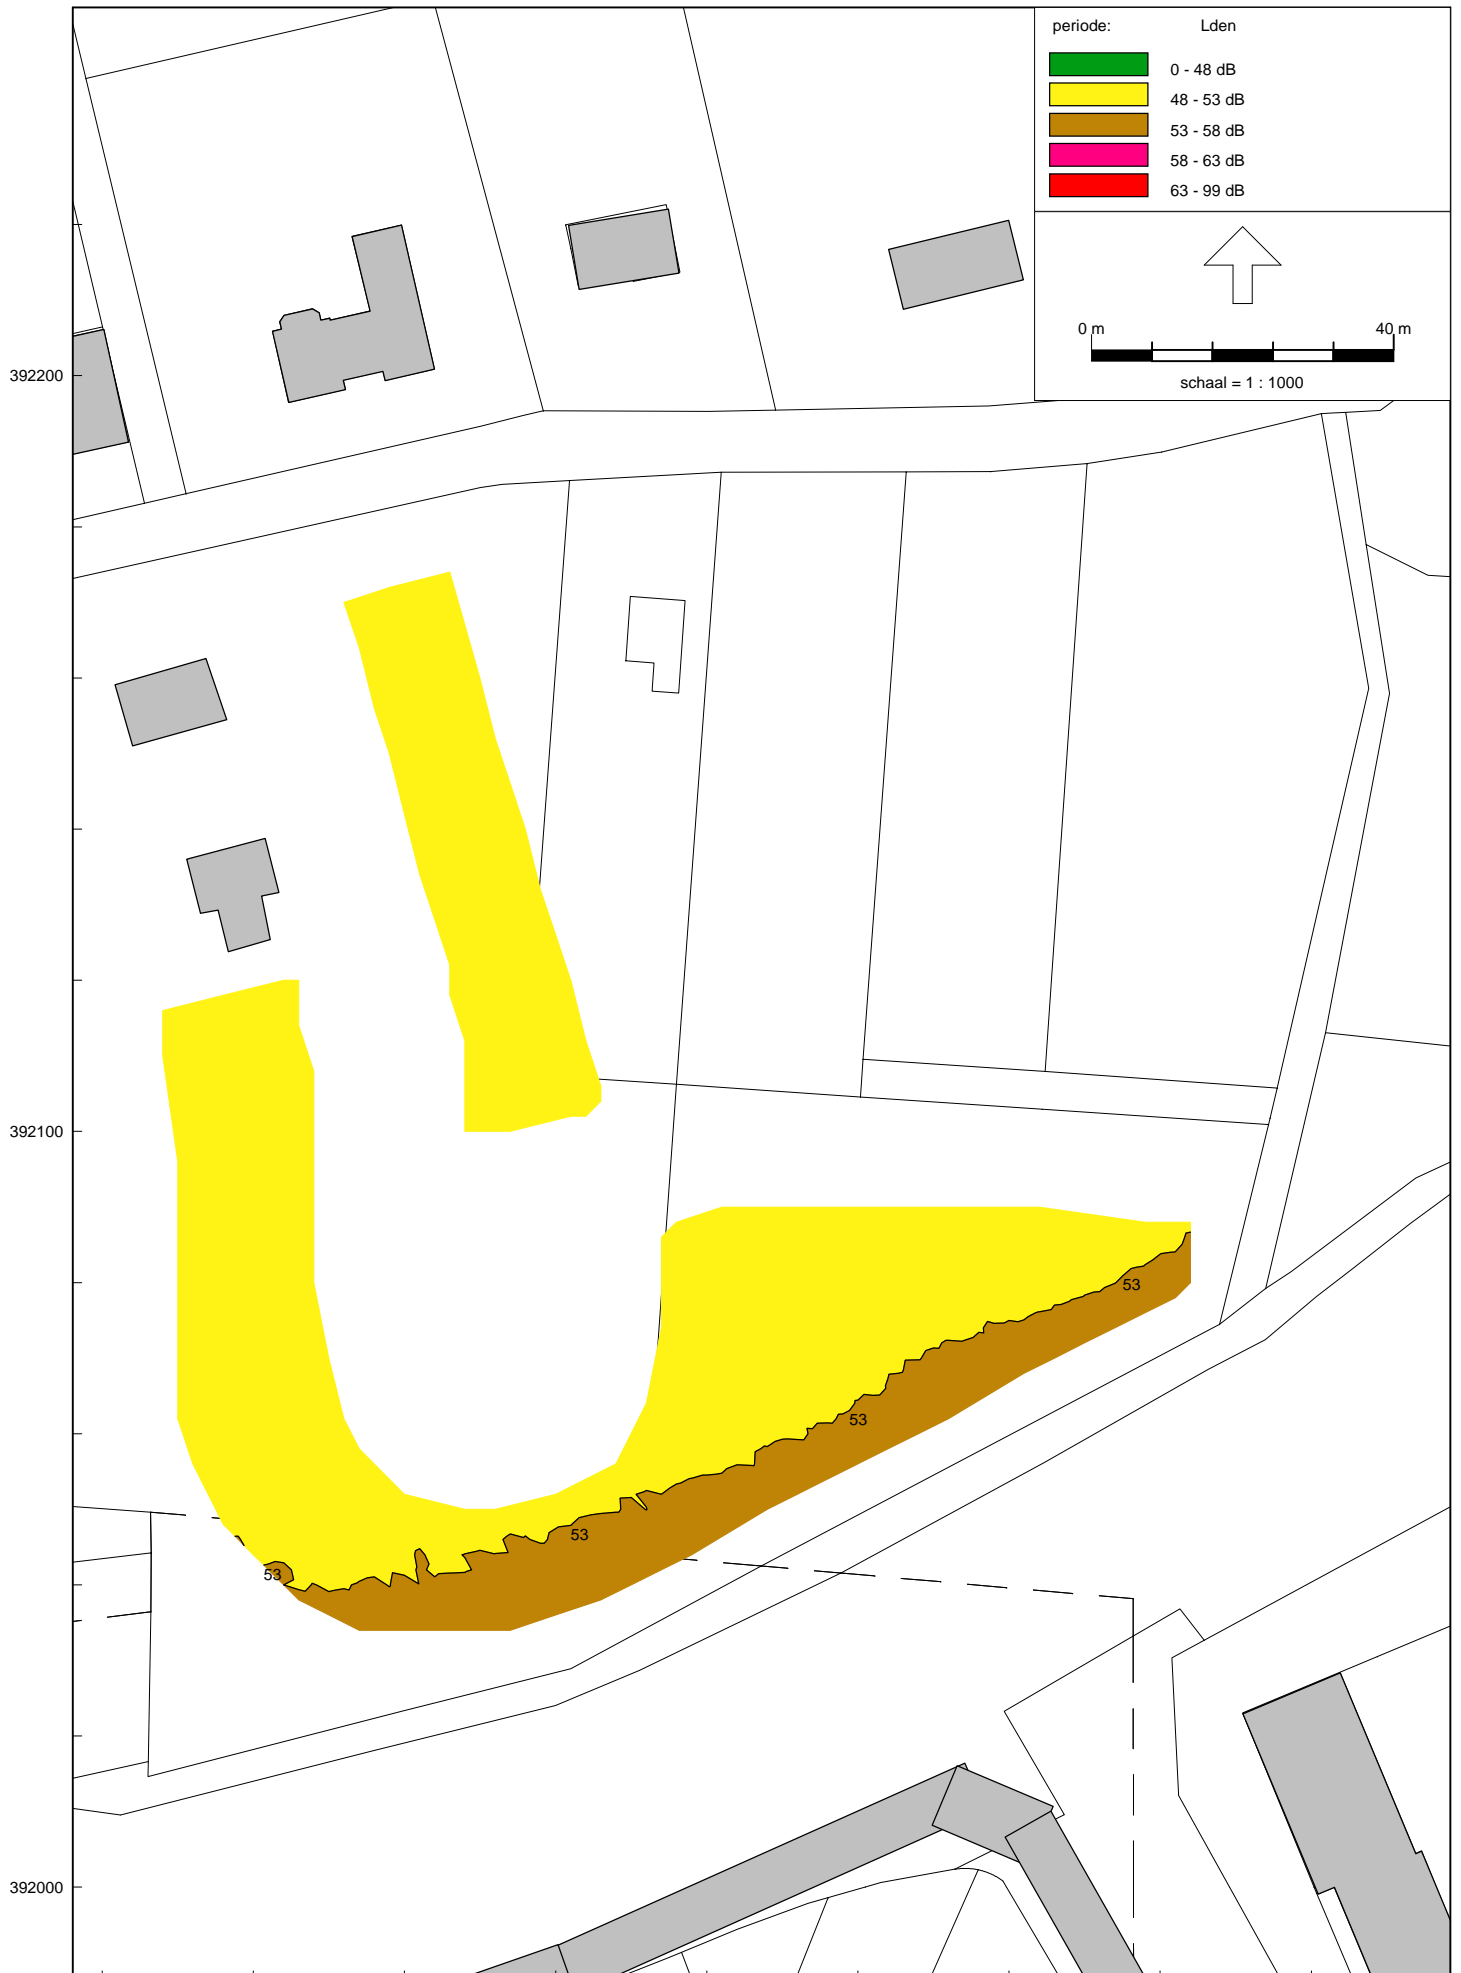 periode: Lden
0 - 48 dB
48 - 53 dB
53 - 58 dB
58 - 63 dB
63 - 99 dB
0 m 40 m
schaal = 1 : 1000
392200
392100
53
53
53
53
392000